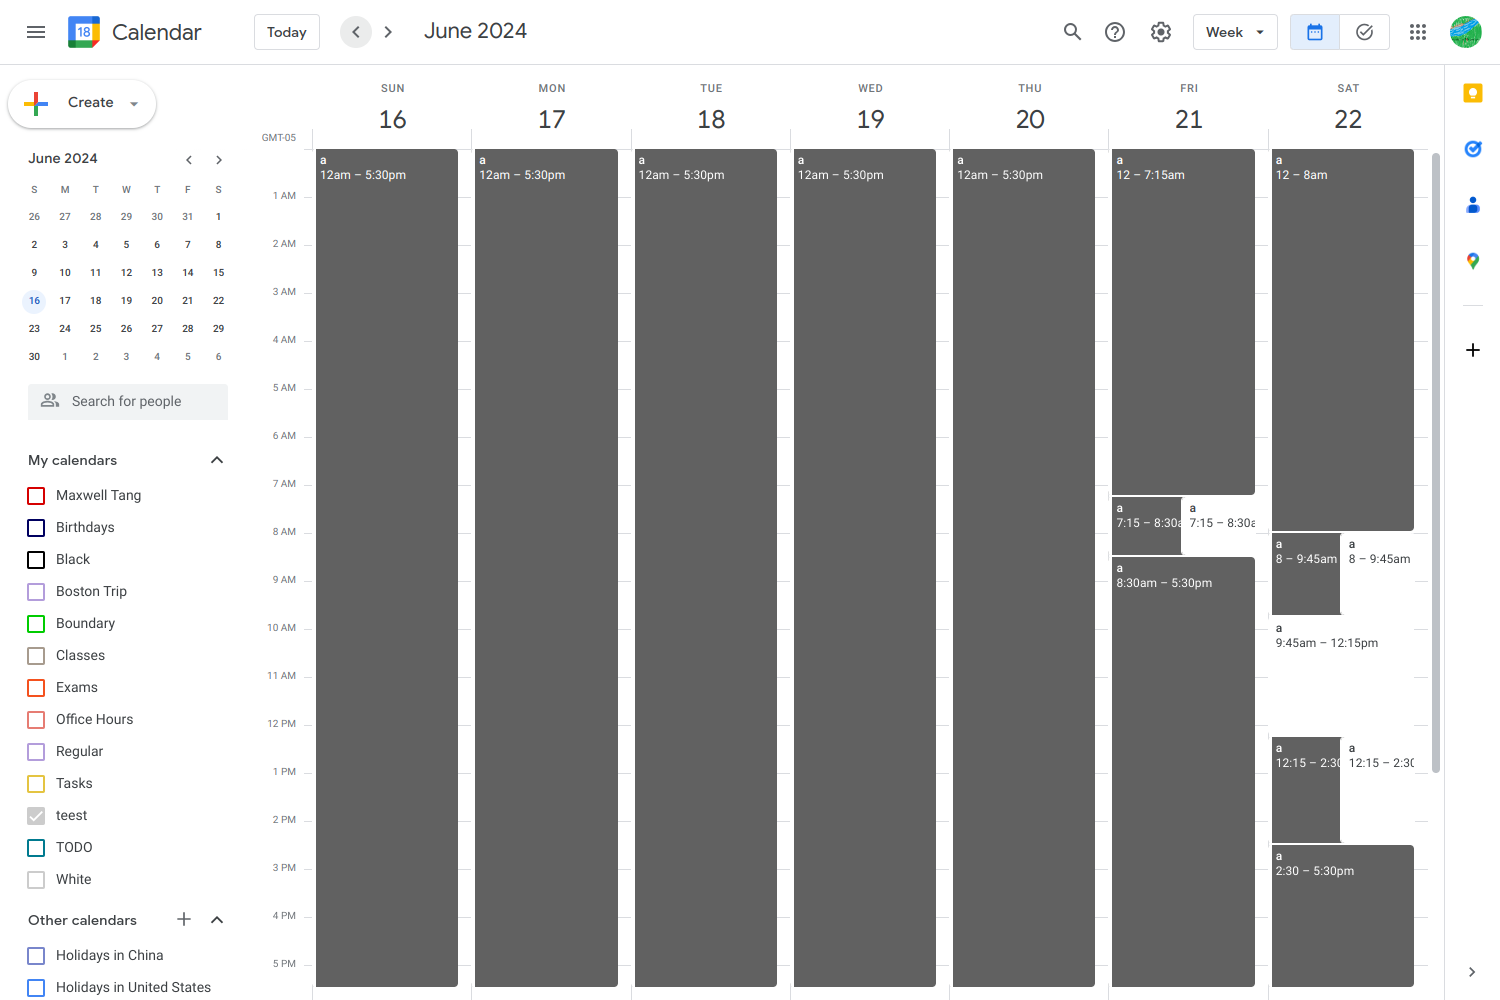 18 Calendar Today June 2024 Week
Create
June 2024
S M T W T F S
26 27 28 29 30 31 1
2 3 4 5 6 7 8
9 10 11 12 13 14 15
16 17 18 19 20 21 22
23 24 25 26 27 28 29
30 1 2 3 4 5 6
Search for people
My calendars
Maxwell Tang
Birthdays
Black
Boston Trip
Boundary
Classes
Exams
Office Hours
Regular
Tasks
teest
TODO
White
Other calendars
Holidays in China
Holidays in United States
SUN MON TUE WED THU FRI SAT
16 17 18 19 20 21 22
GMT-05
1 AM
2 AM
3 AM
4 AM
5 AM
6 AM
7 AM
8 AM
9 AM
10 AM
11 AM
12 PM
1 PM
2 PM
3 PM
4 PM
5 PM
a
12am – 5:30pm
a
12am – 5:30pm
a
12am – 5:30pm
a
12am – 5:30pm
a
12am – 5:30pm
a
12 – 7:15am
a
7:15 – 8:30a
a
7:15 – 8:30a
a
8:30am – 5:30pm
a
12 – 8am
a
8 – 9:45am
a
8 – 9:45am
a
9:45am – 12:15pm
a
12:15 – 2:30
a
12:15 – 2:30
a
2:30 – 5:30pm